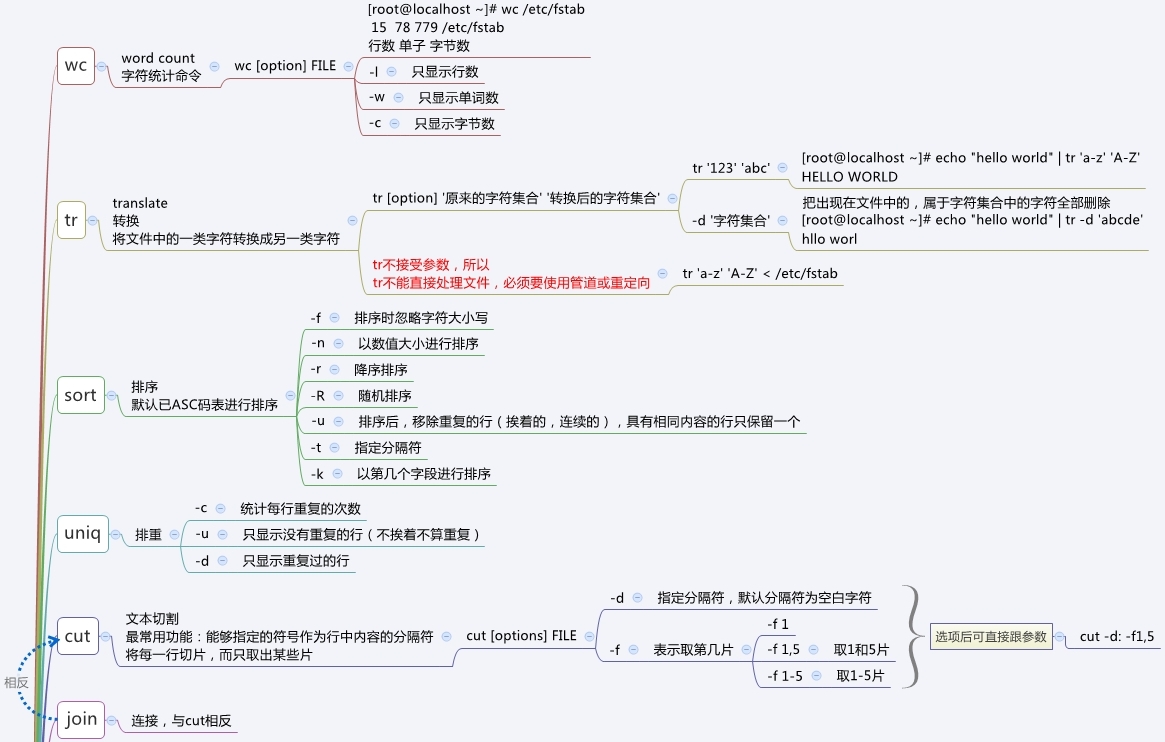 wc
word count
字符统计命令
wc [option] FILE
[root@localhost ~]# wc /etc/fstab
15 78 779 /etc/fstab
行数 单子 字节数
-l 只显示行数
-w 只显示单词数
-c 只显示字节数
tr
translate
转换
将文件中的一类字符转换成另一类字符
tr [option] '原来的字符集合' '转换后的字符集合'
tr '123' 'abc'
[root@localhost ~]# echo "hello world" | tr 'a-z' 'A-Z'
HELLO WORLD
-d '字符集合'
把出现在文件中的，属于字符集合中的字符全部删除
[root@localhost ~]# echo "hello world" | tr -d 'abcde'
hllo worl
tr不接受参数，所以
tr不能直接处理文件，必须要使用管道或重定向
tr 'a-z' 'A-Z' < /etc/fstab
sort
排序
默认已ASC码表进行排序
-f 排序时忽略字符大小写
-n 以数值大小进行排序
-r 降序排序
-R 随机排序
-u 排序后，移除重复的行（挨着的，连续的），具有相同内容的行只保留一个
-t 指定分隔符
-k 以第几个字段进行排序
uniq
排重
-c 统计每行重复的次数
-u 只显示没有重复的行（不挨着不算重复）
-d 只显示重复过的行
cut
文本切割
最常用功能：能够指定的符号作为行中内容的分隔符
将每一行切片，而只取出某些片
cut [options] FILE
-d 指定分隔符，默认分隔符为空白字符
-f 表示取第几片
-f 1
-f 1,5 取1和5片
-f 1-5 取1-5片
选项后可直接跟参数
cut -d: -f1,5
相反
join
连接，与cut相反